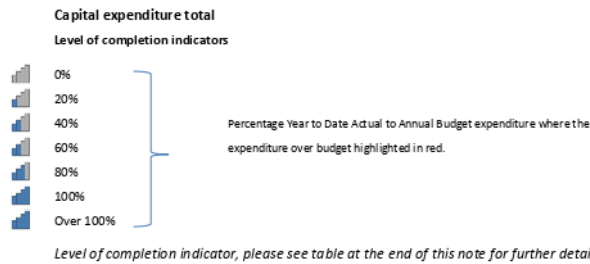 Capital expenditure total
Level of completion indicators
0%
20%
40%
60%
80%
100%
Over 100%
Percentage Year to Date Actual to Annual Budget expenditure where the
expenditure over budget highlighted in red.
Level of completion indicator, please see table at the end of this note for further detai